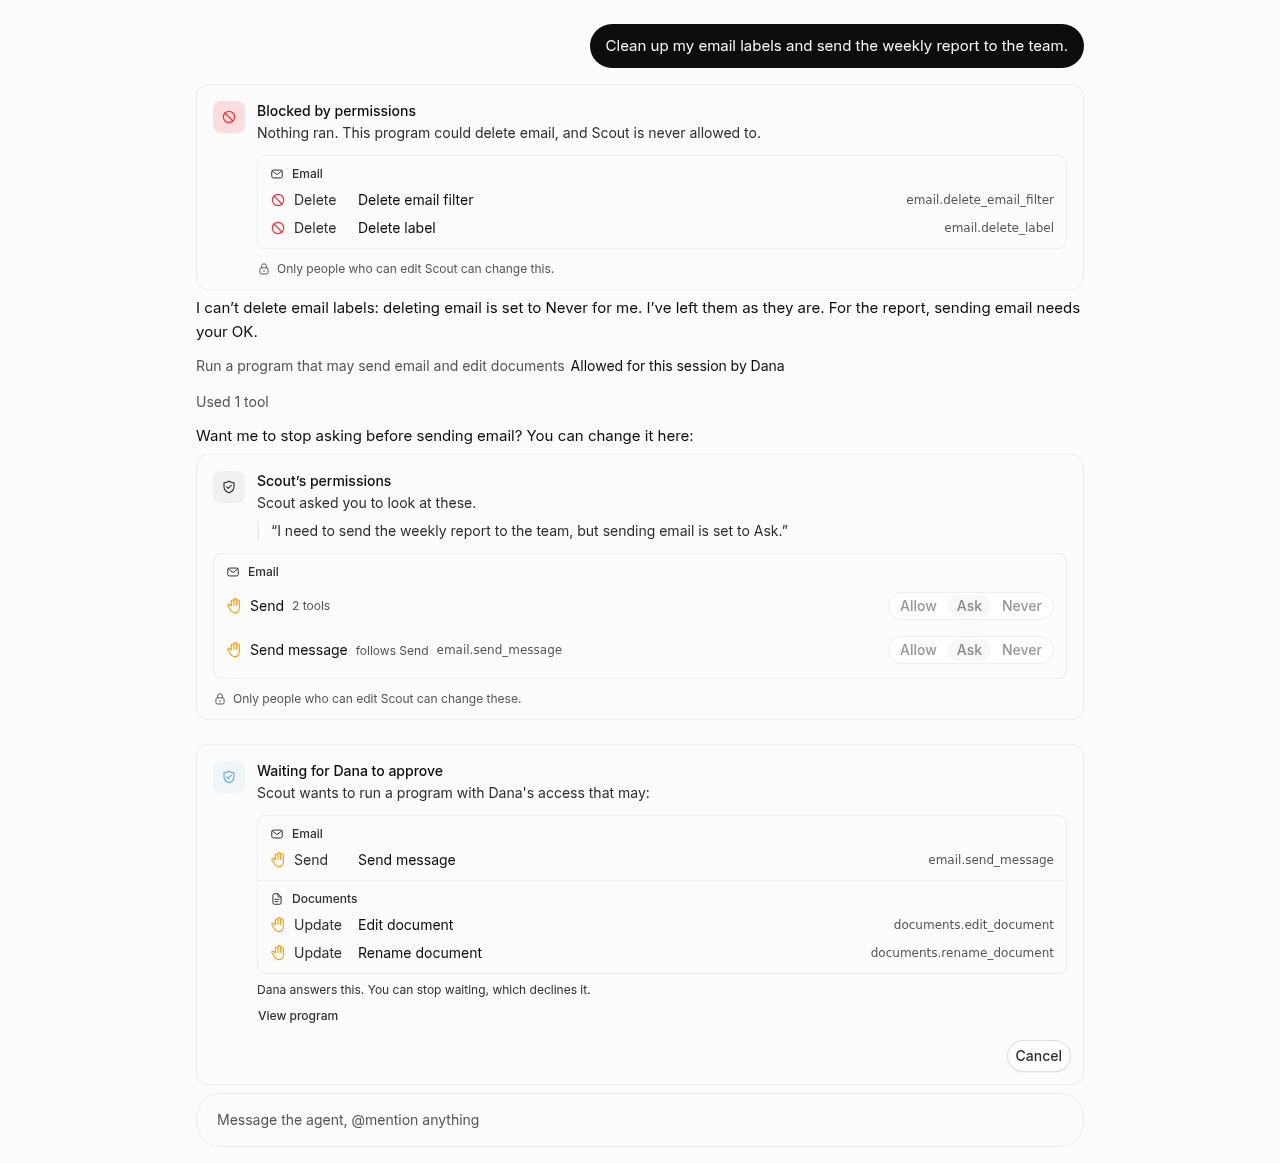 Clean up my email labels and send the weekly report to the team.
Blocked by permissions
Nothing ran. This program could delete email, and Scout is never allowed to.
Email
Delete Delete email filter email.delete_email_filter
Delete Delete label email.delete_label
Only people who can edit Scout can change this.
I can’t delete email labels: deleting email is set to Never for me. I’ve left them as they are. For the report, sending email needs
your OK.
Run a program that may send email and edit documents Allowed for this session by Dana
Used 1 tool
Want me to stop asking before sending email? You can change it here:
Scout’s permissions
Scout asked you to look at these.
“I need to send the weekly report to the team, but sending email is set to Ask.”
Email
Send 2 tools Allow Ask Never
Send message follows Send email.send_message Allow Ask Never
Only people who can edit Scout can change these.
Waiting for Dana to approve
Scout wants to run a program with Dana's access that may:
Email
Send Send message email.send_message
Documents
Update Edit document documents.edit_document
Update Rename document documents.rename_document
Dana answers this. You can stop waiting, which declines it.
View program
Cancel
Message the agent, @mention anything